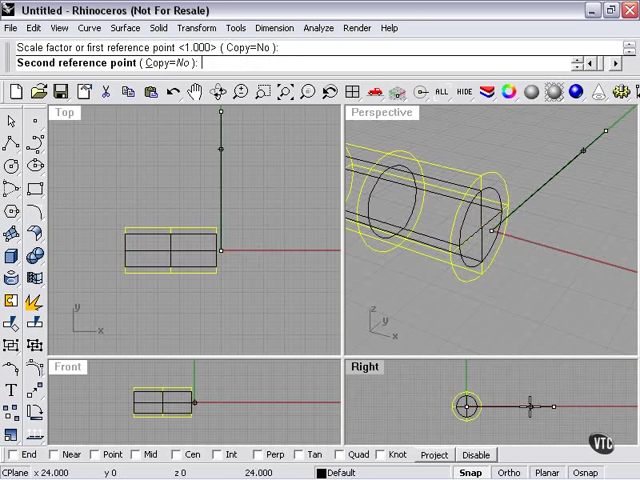 Untitled - Rhinoceros (Not For Resale)
File Edit View Curve Surface Solid Transform Tools Dimension Analyze Render Help
Scale factor or first reference point <1.000> ( Copy=No ):
Second reference point ( Copy=No ):
ALL HIDE
Top
Perspective
y
x
z
y
x
Front
Right
T
VTC
End Near Point Mid Cen Int Perp Tan Quad Knot Project Disable
CPlane x 24.000 y 0 z 0 24.000 Default Snap Ortho Planar Osnap